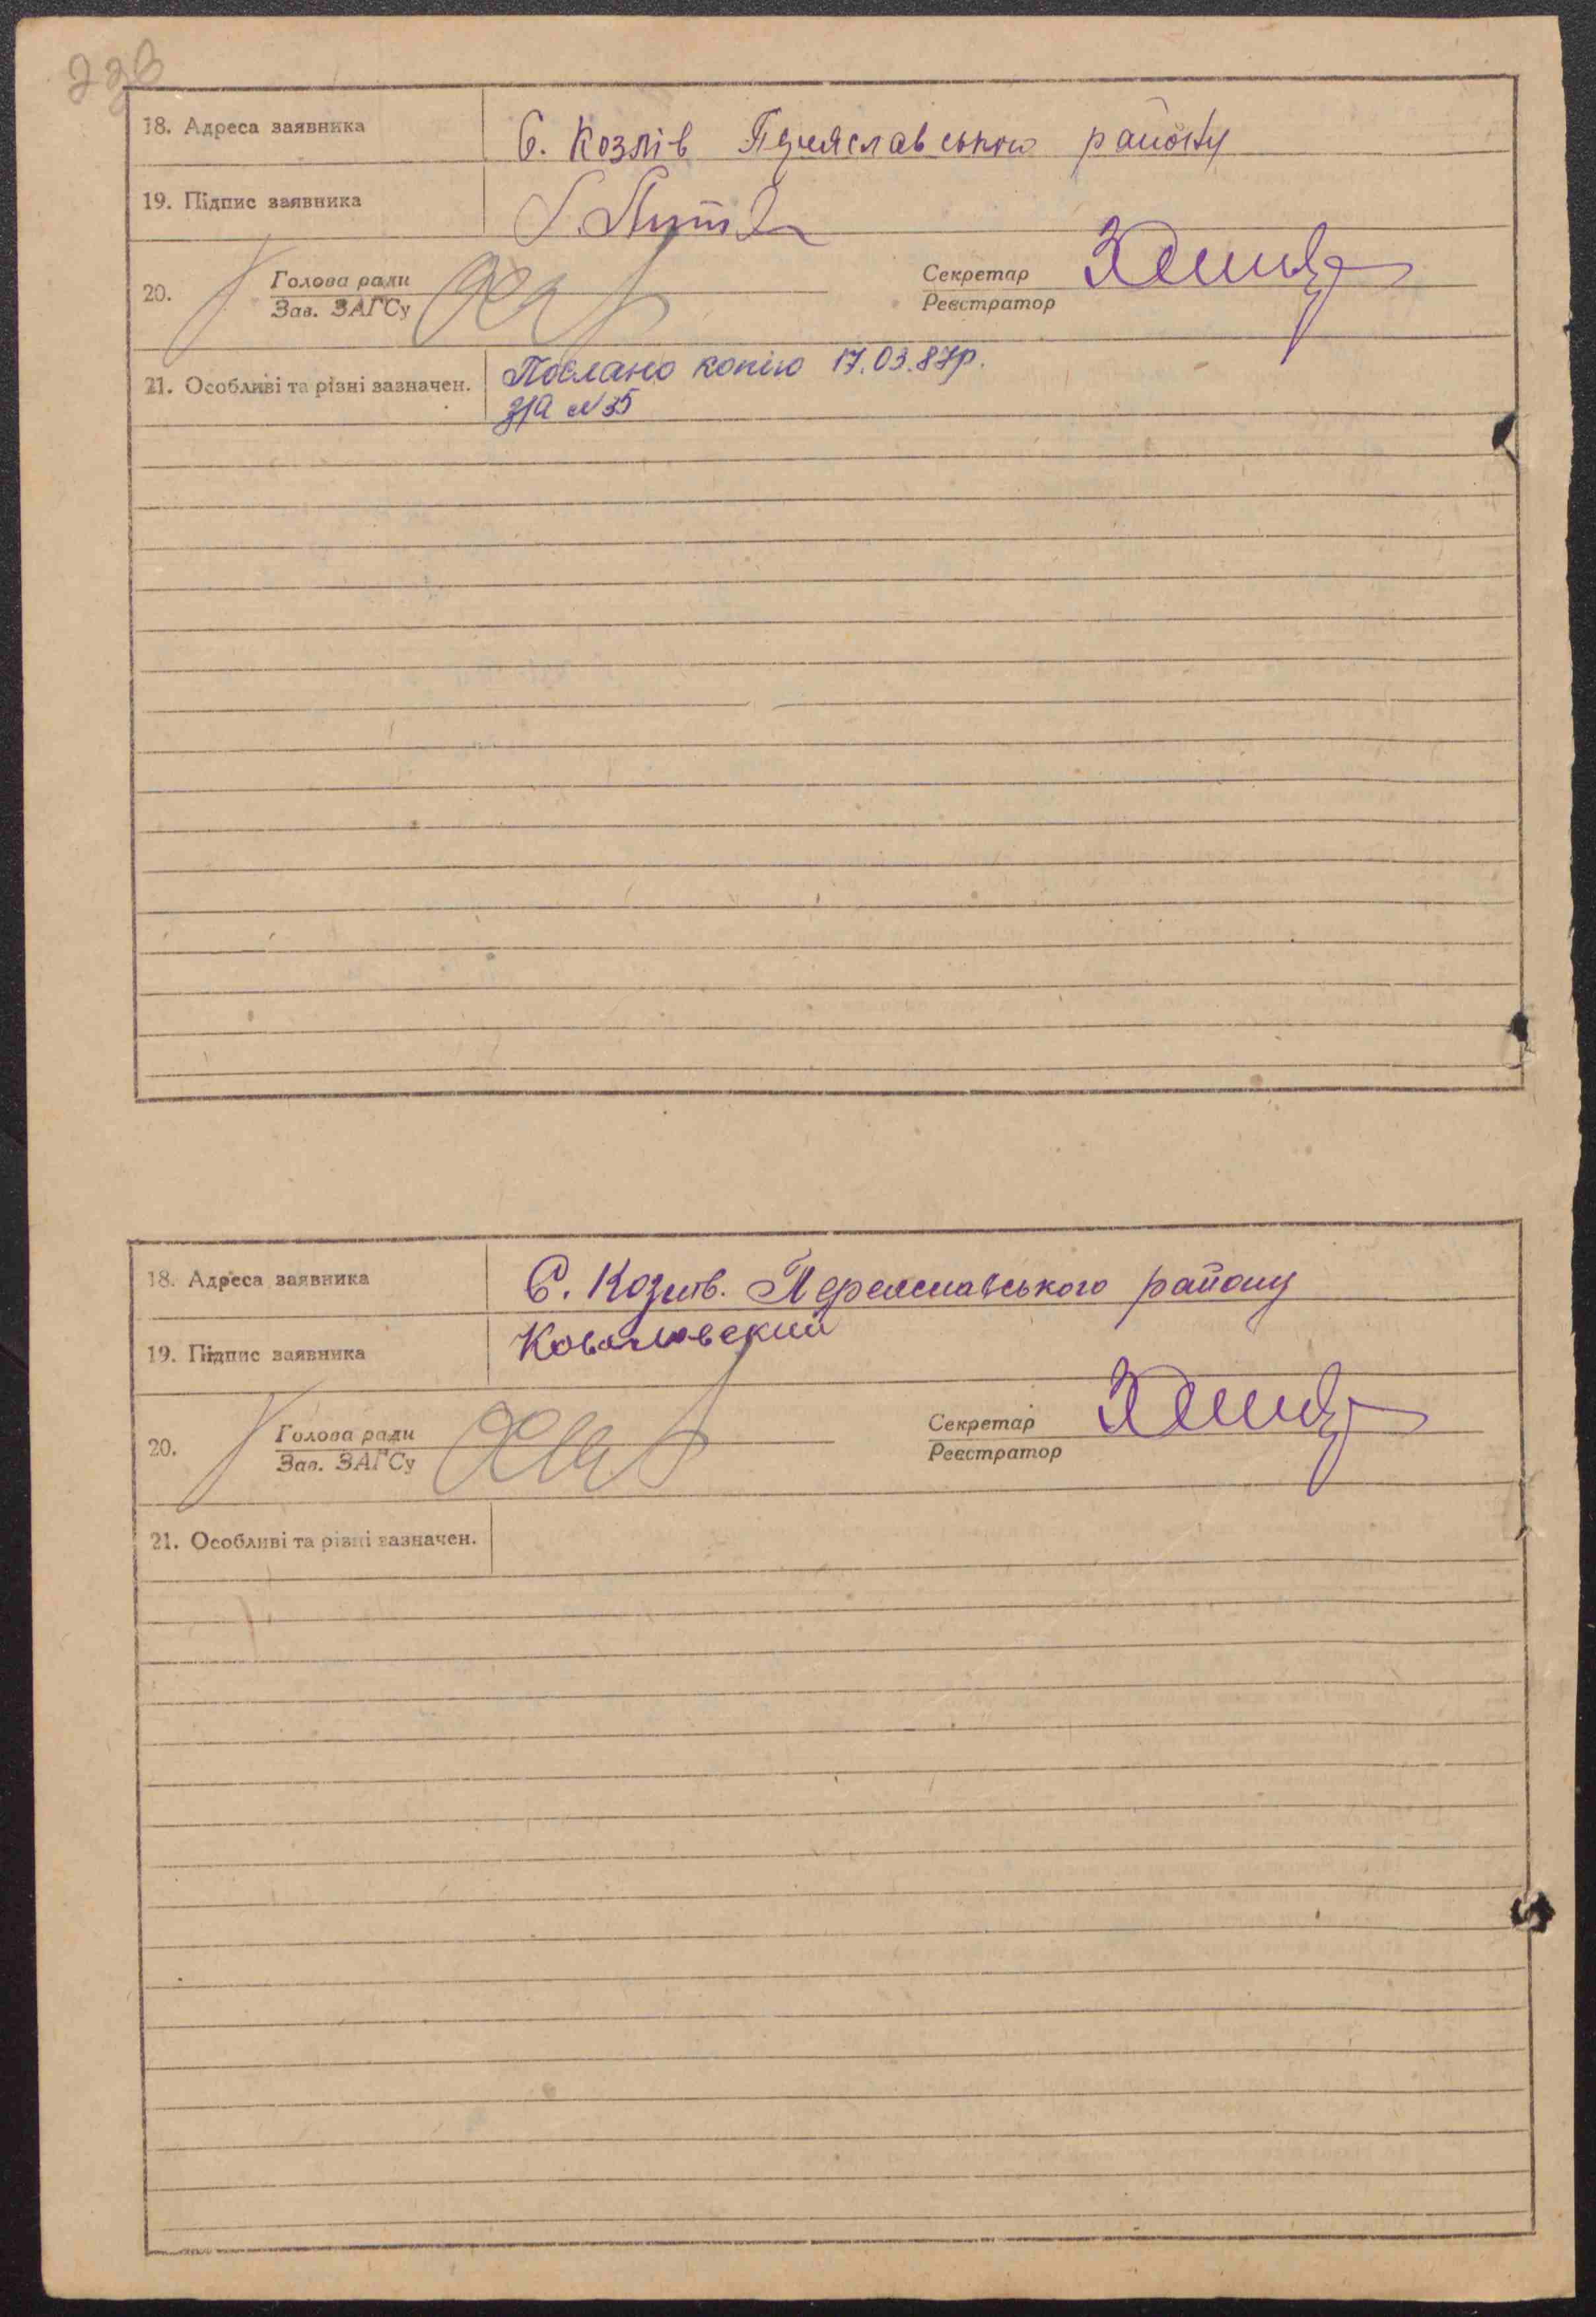 18. Адреса заявника С. Козлів Переяславського району
19. Підпис заявника
20. Голова ради Секретар
Зав. ЗАГСу Реєстратор
21. Особливі та різні зазначен. Послано копію 17.03.87р.
з/а №35
18. Адреса заявника С. Козлів. Переяславського району
19. Підпис заявника Ковалевский
20. Голова ради Секретар
Зав. ЗАГСу Реєстратор
21. Особливі та різні зазначен.